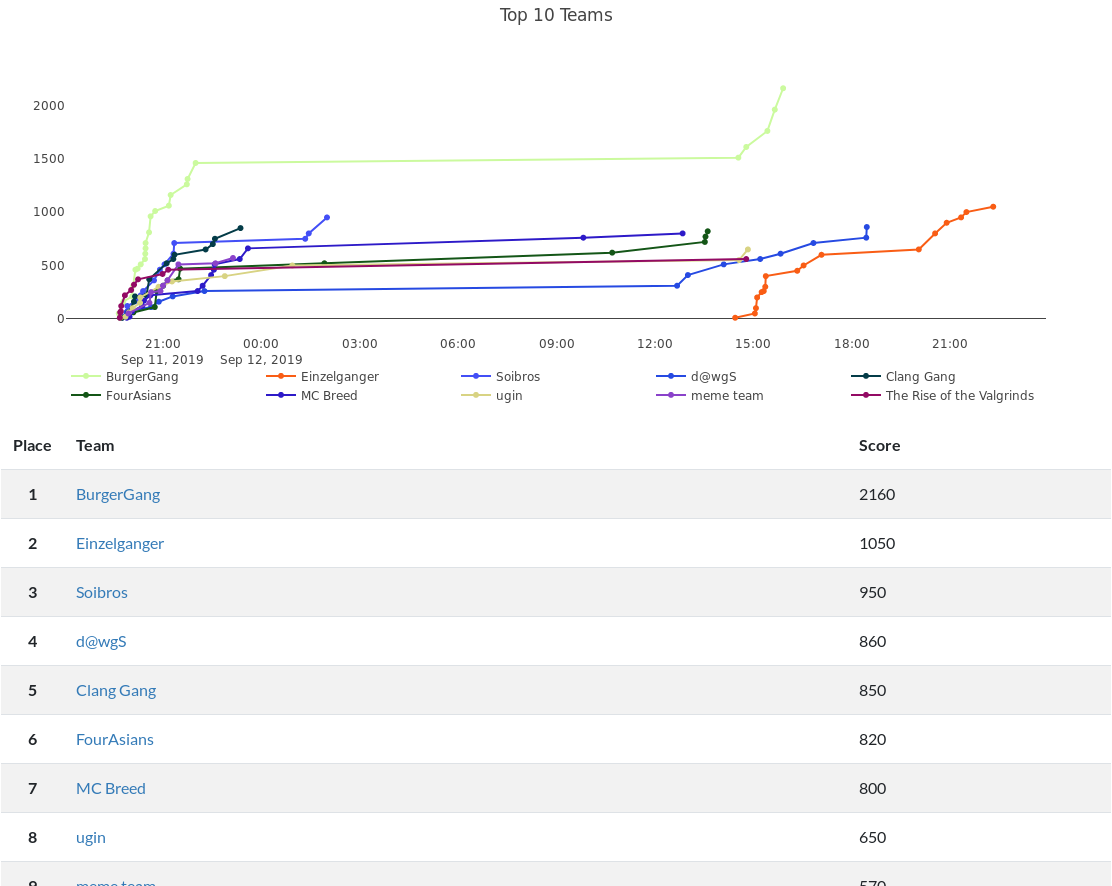 Top 10 Teams
2000
1500
1000
500
0
21:00 00:00 03:00 06:00 09:00 12:00 15:00 18:00 21:00
Sep 11, 2019 Sep 12, 2019
BurgerGang Einzelganger Soibros d@wgS Clang Gang
FourAsians MC Breed ugin meme team The Rise of the Valgrinds
Place Team Score
1 BurgerGang 2160
2 Einzelganger 1050
3 Soibros 950
4 d@wgS 860
5 Clang Gang 850
6 FourAsians 820
7 MC Breed 800
8 ugin 650
9 meme team 570